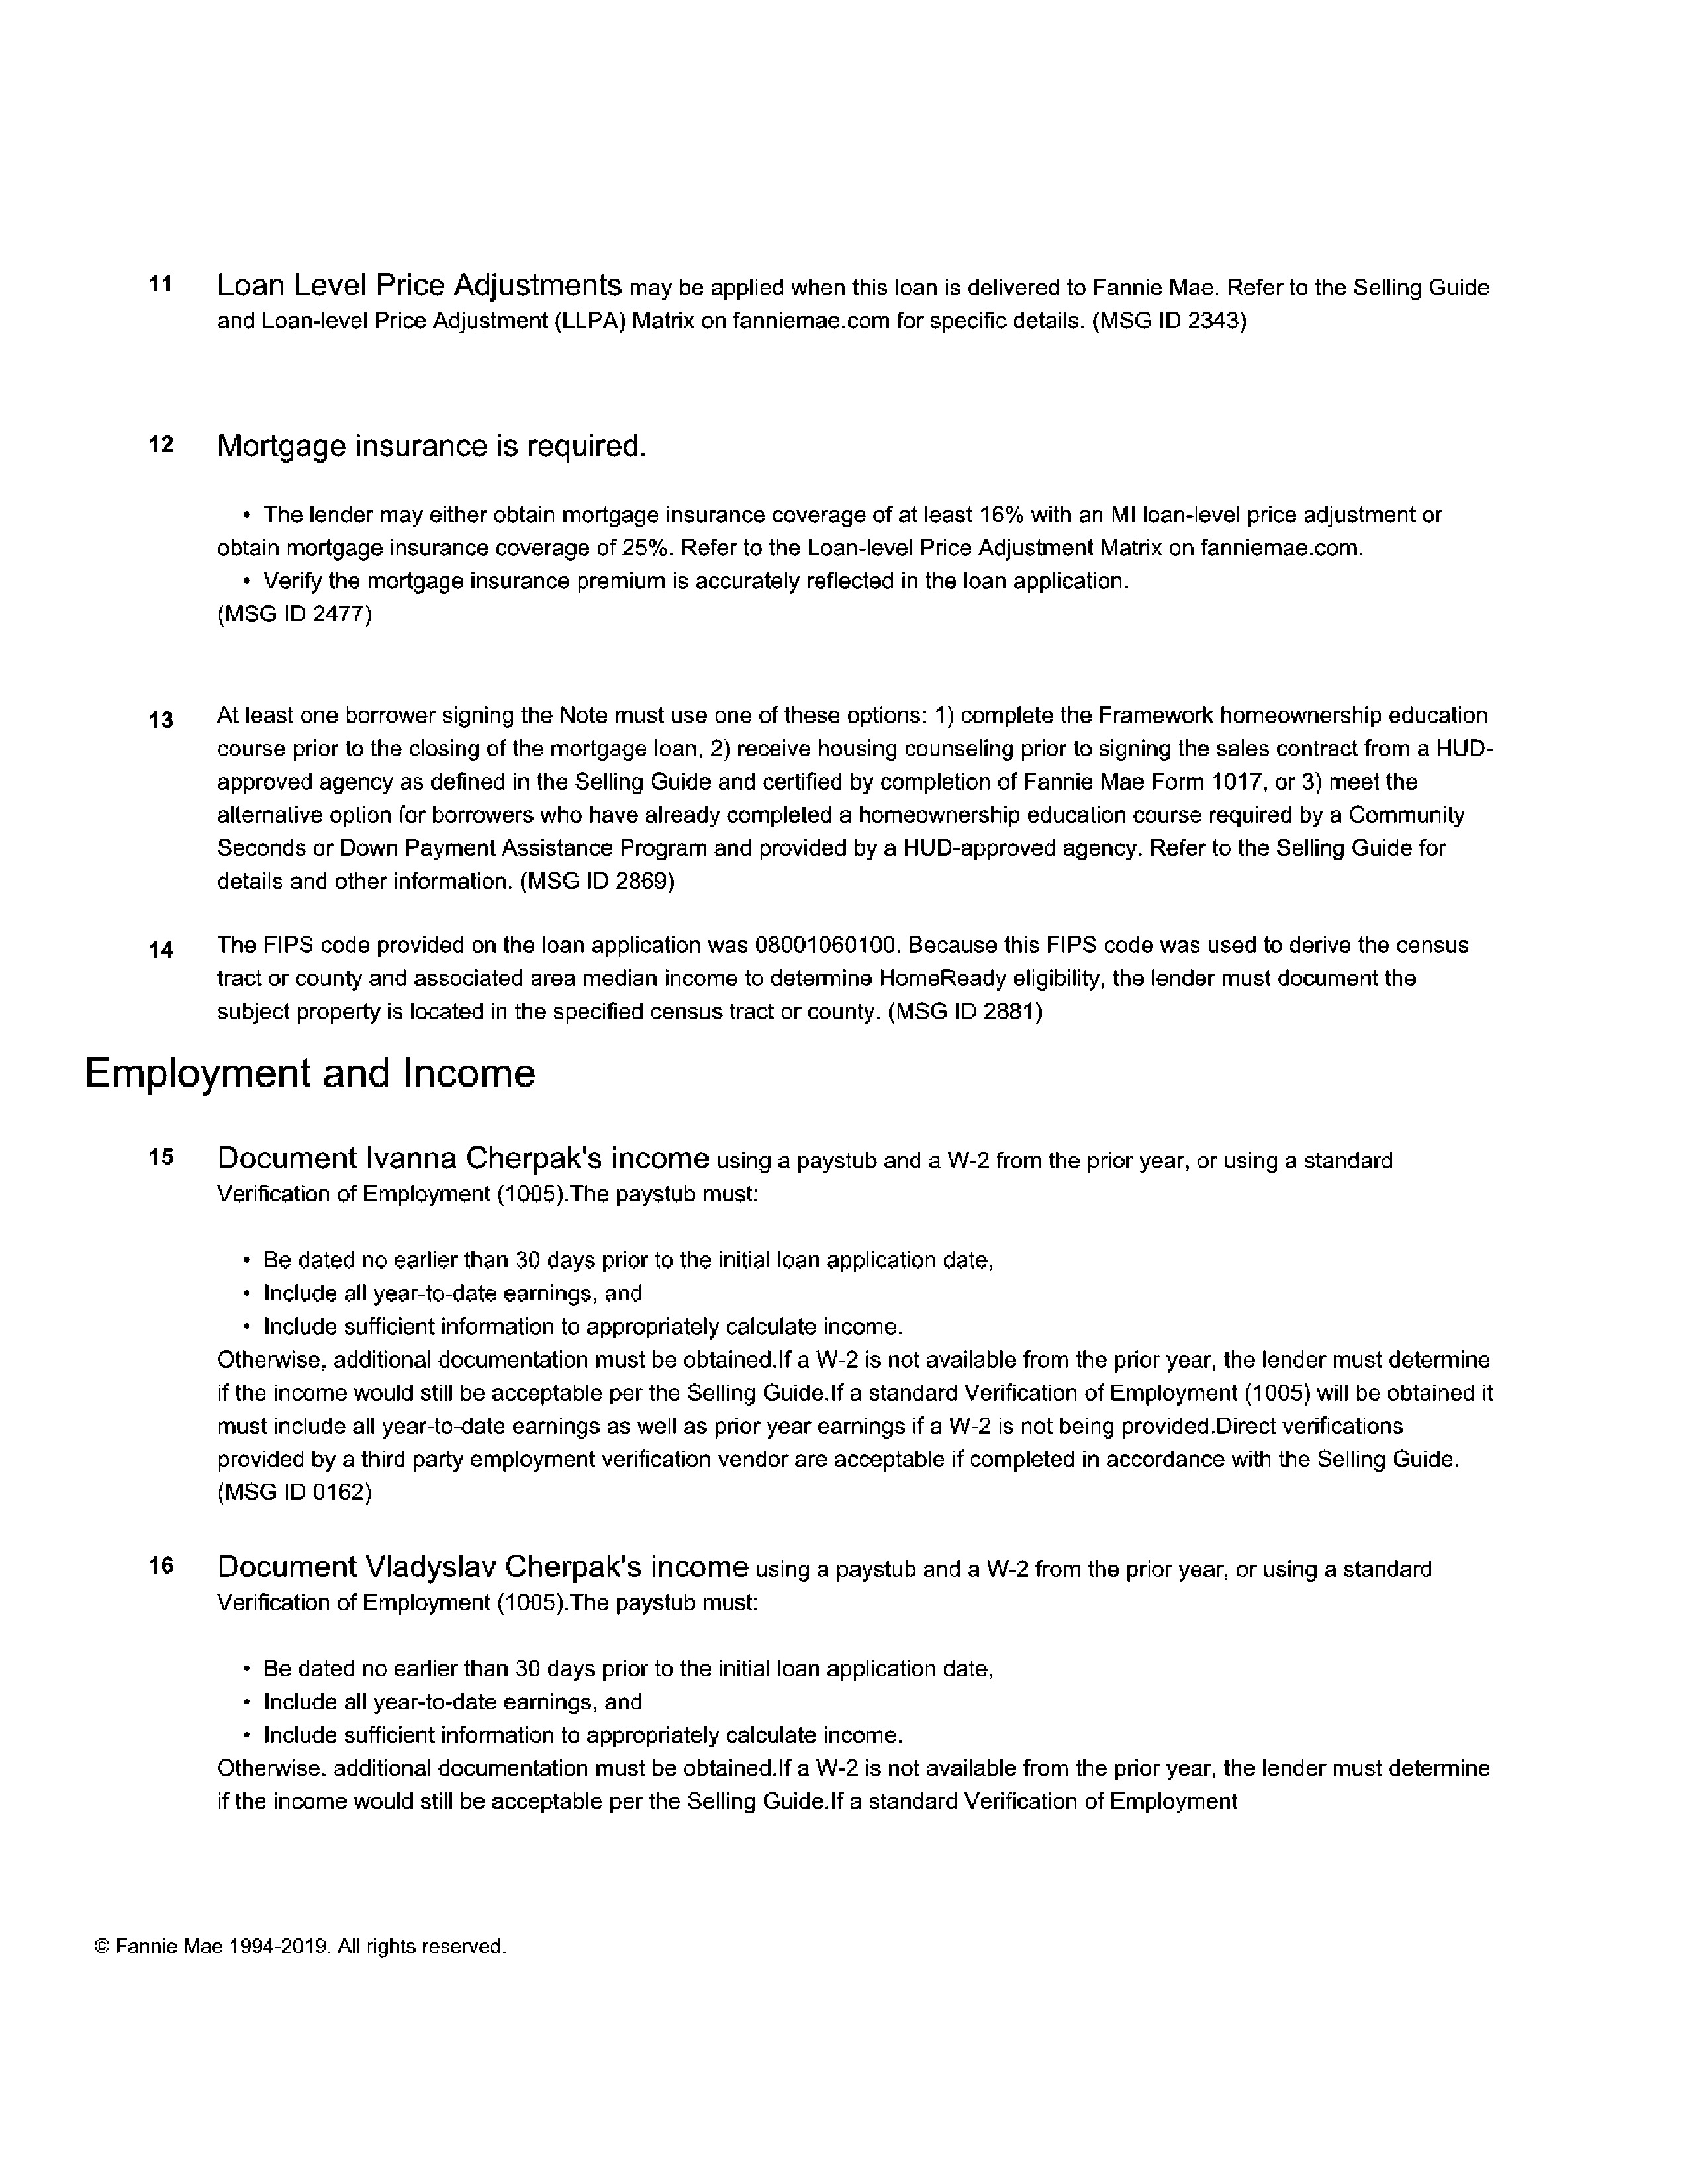 11 Loan Level Price Adjustments may be applied when this loan is delivered to Fannie Mae. Refer to the Selling Guide
and Loan-level Price Adjustment (LLPA) Matrix on fanniemae.com for specific details. (MSG ID 2343)
12 Mortgage insurance is required.
• The lender may either obtain mortgage insurance coverage of at least 16% with an MI loan-level price adjustment or
obtain mortgage insurance coverage of 25%. Refer to the Loan-level Price Adjustment Matrix on fanniemae.com.
• Verify the mortgage insurance premium is accurately reflected in the loan application.
(MSG ID 2477)
13 At least one borrower signing the Note must use one of these options: 1) complete the Framework homeownership education
course prior to the closing of the mortgage loan, 2) receive housing counseling prior to signing the sales contract from a HUD-
approved agency as defined in the Selling Guide and certified by completion of Fannie Mae Form 1017, or 3) meet the
alternative option for borrowers who have already completed a homeownership education course required by a Community
Seconds or Down Payment Assistance Program and provided by a HUD-approved agency. Refer to the Selling Guide for
details and other information. (MSG ID 2869)
14 The FIPS code provided on the loan application was 08001060100. Because this FIPS code was used to derive the census
tract or county and associated area median income to determine HomeReady eligibility, the lender must document the
subject property is located in the specified census tract or county. (MSG ID 2881)
Employment and Income
15 Document Ivanna Cherpak's income using a paystub and a W-2 from the prior year, or using a standard
Verification of Employment (1005).The paystub must:
• Be dated no earlier than 30 days prior to the initial loan application date,
• Include all year-to-date earnings, and
• Include sufficient information to appropriately calculate income.
Otherwise, additional documentation must be obtained.If a W-2 is not available from the prior year, the lender must determine
if the income would still be acceptable per the Selling Guide.If a standard Verification of Employment (1005) will be obtained it
must include all year-to-date earnings as well as prior year earnings if a W-2 is not being provided.Direct verifications
provided by a third party employment verification vendor are acceptable if completed in accordance with the Selling Guide.
(MSG ID 0162)
16 Document Vladyslav Cherpak's income using a paystub and a W-2 from the prior year, or using a standard
Verification of Employment (1005).The paystub must:
• Be dated no earlier than 30 days prior to the initial loan application date,
• Include all year-to-date earnings, and
• Include sufficient information to appropriately calculate income.
Otherwise, additional documentation must be obtained.If a W-2 is not available from the prior year, the lender must determine
if the income would still be acceptable per the Selling Guide.If a standard Verification of Employment
© Fannie Mae 1994-2019. All rights reserved.